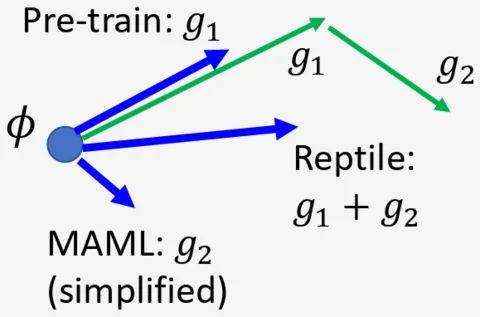 Pre-train: g₁
g₁
g₂
ϕ
Reptile:
g₁ + g₂
MAML: g₂
(simplified)